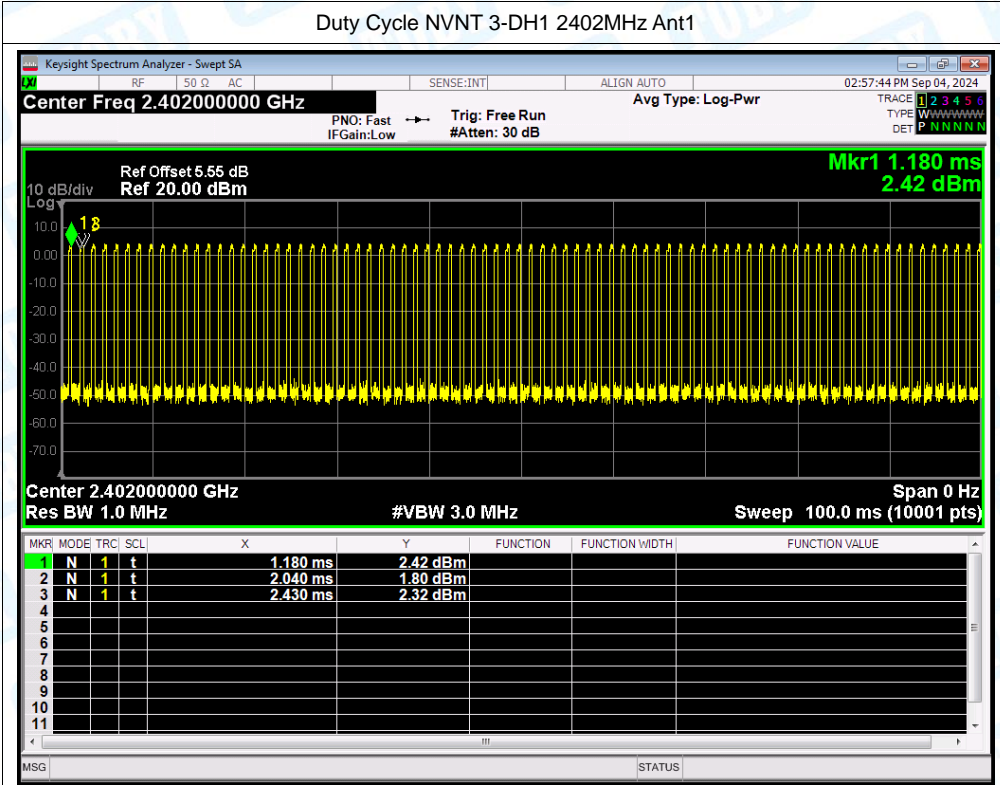 Duty Cycle NVNT 3-DH1 2402MHz Ant1
Keysight Spectrum Analyzer - Swept SA
LXI RF 50 Ω AC SENSE:INT ALIGN AUTO 02:57:44 PM Sep 04, 2024
Center Freq 2.402000000 GHz
PNO: Fast
IFGain:Low
Trig: Free Run
#Atten: 30 dB
Avg Type: Log-Pwr
TRACE 1 2 3 4 5 6
TYPE WWWWWW
DET P N N N N N
Mkr1 1.180 ms
2.42 dBm
Ref Offset 5.55 dB
10 dB/div Ref 20.00 dBm
Log
10.0
0.00
-10.0
-20.0
-30.0
-40.0
-50.0
-60.0
-70.0
Center 2.402000000 GHz Span 0 Hz
Res BW 1.0 MHz #VBW 3.0 MHz Sweep 100.0 ms (10001 pts)
MKR MODE TRC SCL X Y FUNCTION FUNCTION WIDTH FUNCTION VALUE
1 N 1 t 1.180 ms 2.42 dBm
2 N 1 t 2.040 ms 1.80 dBm
3 N 1 t 2.430 ms 2.32 dBm
4
5
6
7
8
9
10
11
MSG STATUS